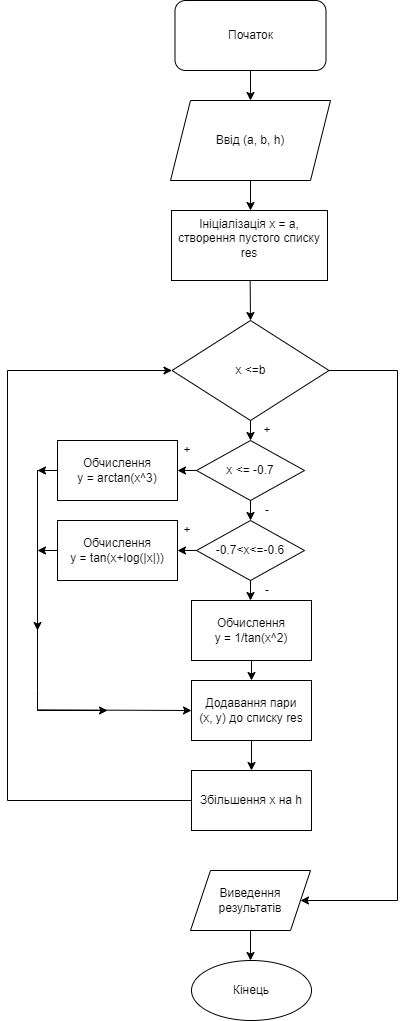 Початок
Ввід (a, b, h)
Ініціалізація x = a,
створення пустого списку
res
x <=b
+
x <= -0.7
+
Обчислення
y = arctan(x^3)
-
-0.7<x<=-0.6
+
Обчислення
y = tan(x+log(|x|))
-
Обчислення
y = 1/tan(x^2)
Додавання пари
(x, y) до списку res
Збільшення x на h
Виведення
результатів
Кінець